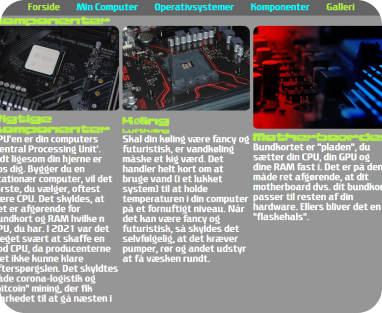 Forside Min Computer Operativsystemer Komponenter Galleri
Komponenter
Vigtige
komponenter
CPU'en er din computers
'Central Processing Unit'.
Lidt ligesom din hjerne er
hos dig. Bygger du en
stationær computer, vil det
første, du vælger, oftest
være CPU. Det skyldes, at
det er afgørende for
bundkort og RAM hvilke n
CPU, du har. I 2021 var det
meget svært at skaffe en
god CPU, da producenterne
det ikke kunne klare
efterspørgslen. Det skyldtes
både corona-logistik og
"bitcoin" mining, der fik
markedet til at gå næsten i
Køling
Luftkøling
Skal din køling være fancy og
futuristisk, er vandkøling
måske et kig værd. Det
handler helt kort om at
bruge vand (i et lukket
system) til at holde
temperaturen i din computer
på et fornuftigt niveau. Når
det kan være fancy og
futuristisk, så skyldes det
selvfølgelig, at det kræver
pumper, rør og andet udstyr
at få væsken rundt.
Motherboardet
Bundkortet er "pladen", du
sætter din CPU, din GPU og
dine RAM fast i. Det er på den
måde ret afgørende, at dit
motherboard dvs. dit bundkort
passer til resten af din
hardware. Ellers bliver det en
"flaskehals".